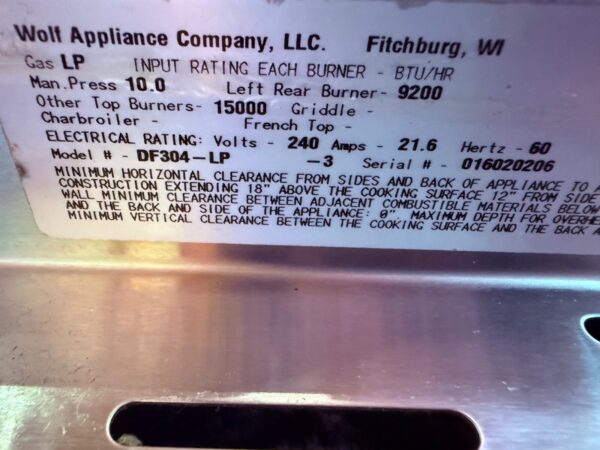 Wolf Appliance Company, LLC. Fitchburg, WI
Gas LP INPUT RATING EACH BURNER - BTU/HR
Man.Press 10.0 Left Rear Burner- 9200
Other Top Burners- 15000 Griddle -
Charbroiler - French Top -
ELECTRICAL RATING: Volts - 240 Amps - 21.6 Hertz - 60
Model # - DF304-LP -3 Serial # - 016020206
MINIMUM HORIZONTAL CLEARANCE FROM SIDES AND BACK OF APPLIANCE TO
CONSTRUCTION EXTENDING 18" ABOVE THE COOKING SURFACE 12" FROM SIDE
WALL MINIMUM CLEARANCE BETWEEN ADJACENT COMBUSTIBLE MATERIALS BELOW
AND THE BACK AND SIDE OF THE APPLIANCE: 0". MAXIMUM DEPTH FOR
MINIMUM VERTICAL CLEARANCE BETWEEN THE COOKING SURFACE AND THE BACK